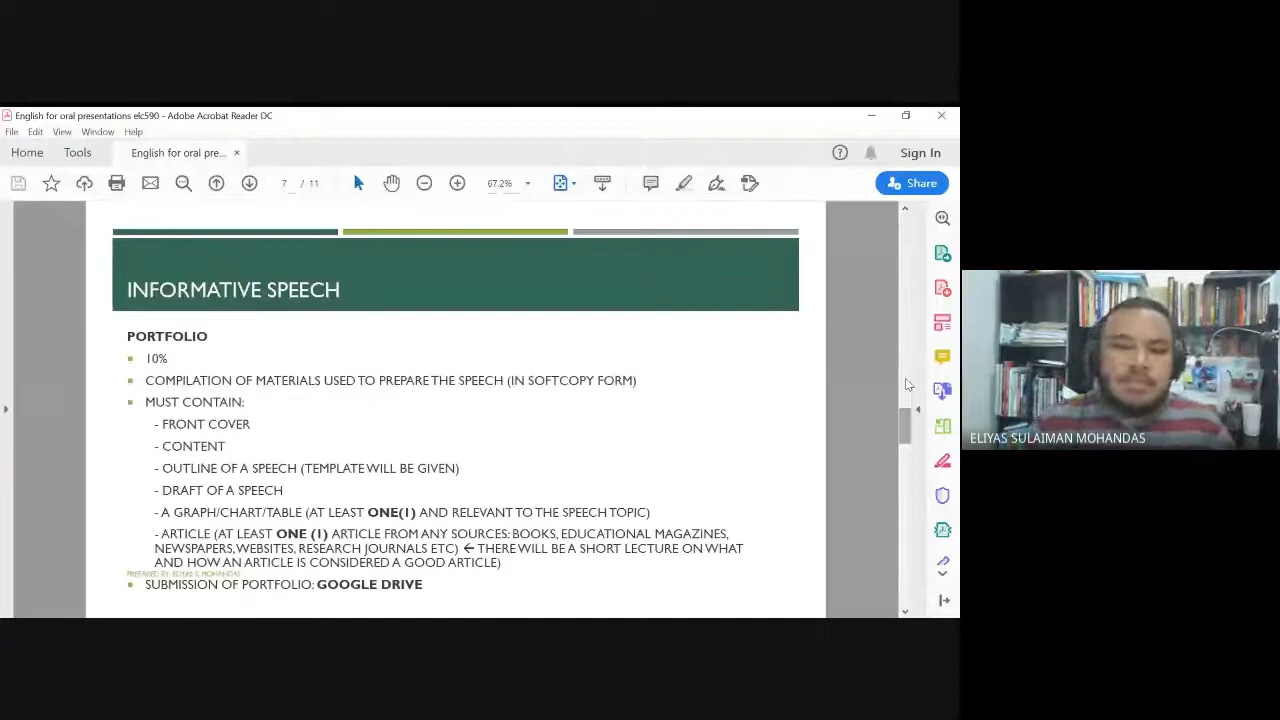 English for oral presentations elc590 - Adobe Acrobat Reader DC
File Edit View Window Help
Home Tools English for oral pre... × Sign In
7 / 11 67.2% Share
INFORMATIVE SPEECH
PORTFOLIO
10%
COMPILATION OF MATERIALS USED TO PREPARE THE SPEECH (IN SOFTCOPY FORM)
MUST CONTAIN:
- FRONT COVER
- CONTENT
- OUTLINE OF A SPEECH (TEMPLATE WILL BE GIVEN)
- DRAFT OF A SPEECH
- A GRAPH/CHART/TABLE (AT LEAST ONE(1) AND RELEVANT TO THE SPEECH TOPIC)
- ARTICLE (AT LEAST ONE (1) ARTICLE FROM ANY SOURCES: BOOKS, EDUCATIONAL MAGAZINES,
NEWSPAPERS, WEBSITES, RESEARCH JOURNALS ETC) ← THERE WILL BE A SHORT LECTURE ON WHAT
AND HOW AN ARTICLE IS CONSIDERED A GOOD ARTICLE)
PREPARED BY: ELIYAS S. MOHANDAS
SUBMISSION OF PORTFOLIO: GOOGLE DRIVE
ELIYAS SULAIMAN MOHANDAS